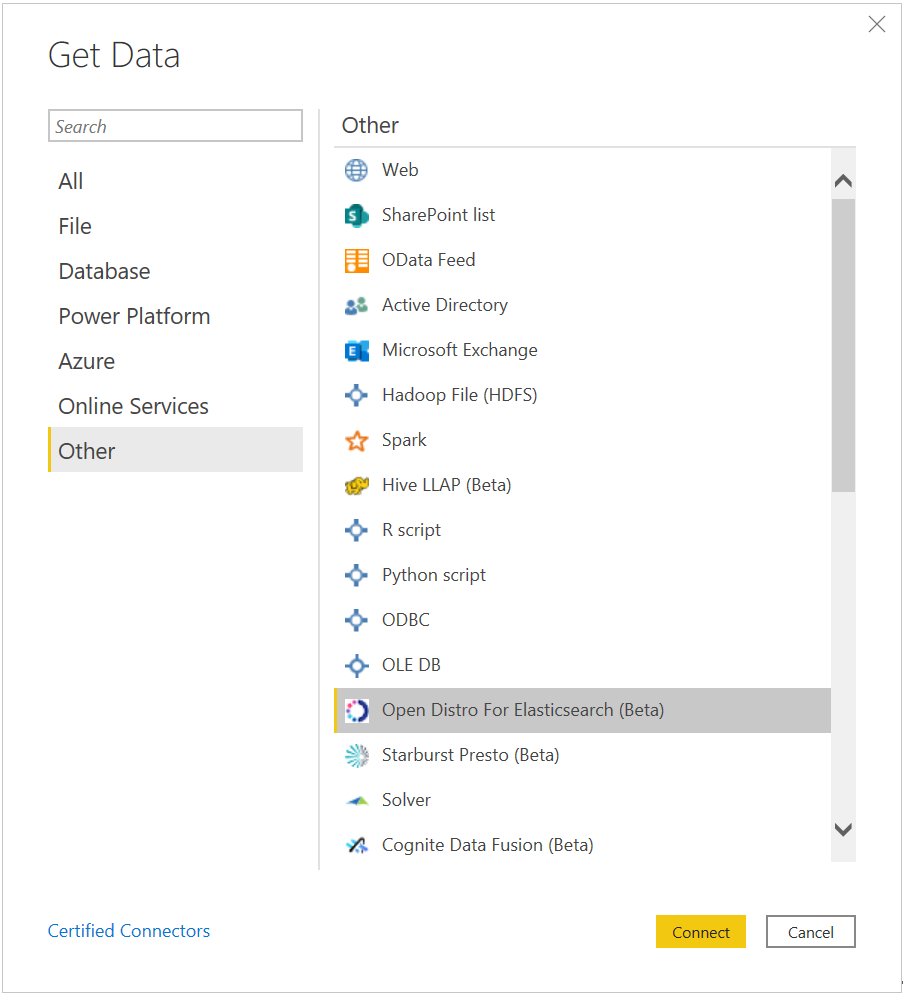 Get Data
Search
All
File
Database
Power Platform
Azure
Online Services
Other
Other
Web
SharePoint list
OData Feed
Active Directory
Microsoft Exchange
Hadoop File (HDFS)
Spark
Hive LLAP (Beta)
R script
Python script
ODBC
OLE DB
Open Distro For Elasticsearch (Beta)
Starburst Presto (Beta)
Solver
Cognite Data Fusion (Beta)
Certified Connectors
Connect
Cancel